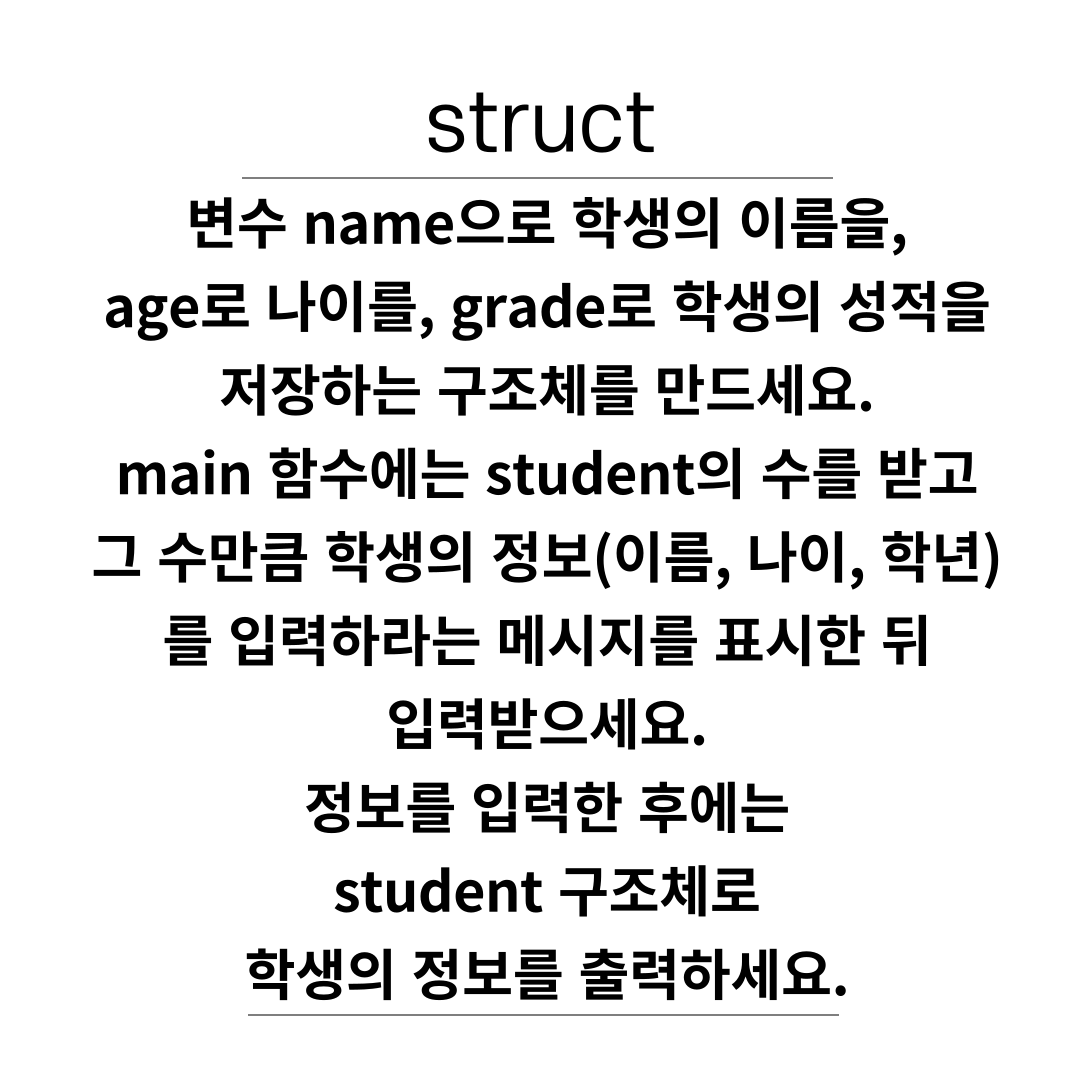 struct
변수 name으로 학생의 이름을,
age로 나이를, grade로 학생의 성적을
저장하는 구조체를 만드세요.
main 함수에는 student의 수를 받고
그 수만큼 학생의 정보(이름, 나이, 학년)
를 입력하라는 메시지를 표시한 뒤
입력받으세요.
정보를 입력한 후에는
student 구조체로
학생의 정보를 출력하세요.